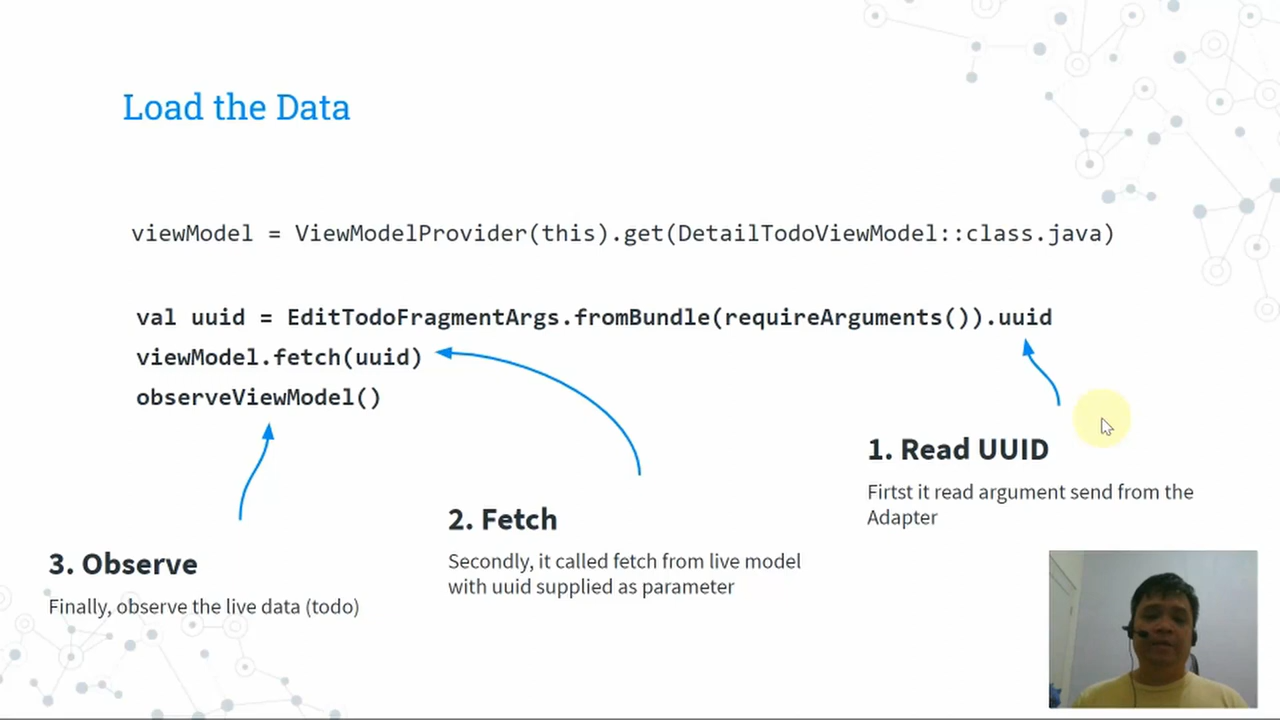 Load the Data
viewModel = ViewModelProvider(this).get(DetailTodoViewModel::class.java)
val uuid = EditTodoFragmentArgs.fromBundle(requireArguments()).uuid
viewModel.fetch(uuid)
observeViewModel()
1. Read UUID
Firtst it read argument send from the
Adapter
2. Fetch
Secondly, it called fetch from live model
with uuid supplied as parameter
3. Observe
Finally, observe the live data (todo)